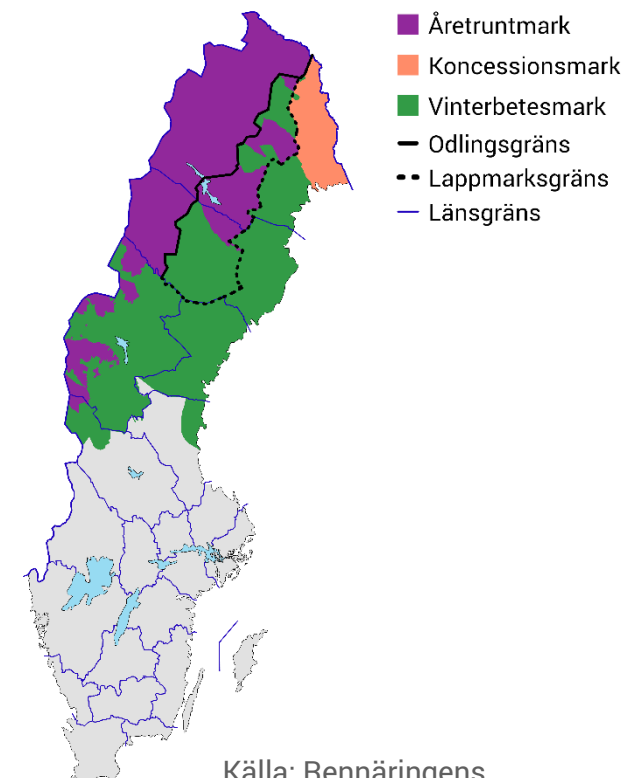 Åretruntmark
Koncessionsmark
Vinterbetesmark
Odlingsgräns
Lappmarksgräns
Länsgräns
Källa: Rennäringens